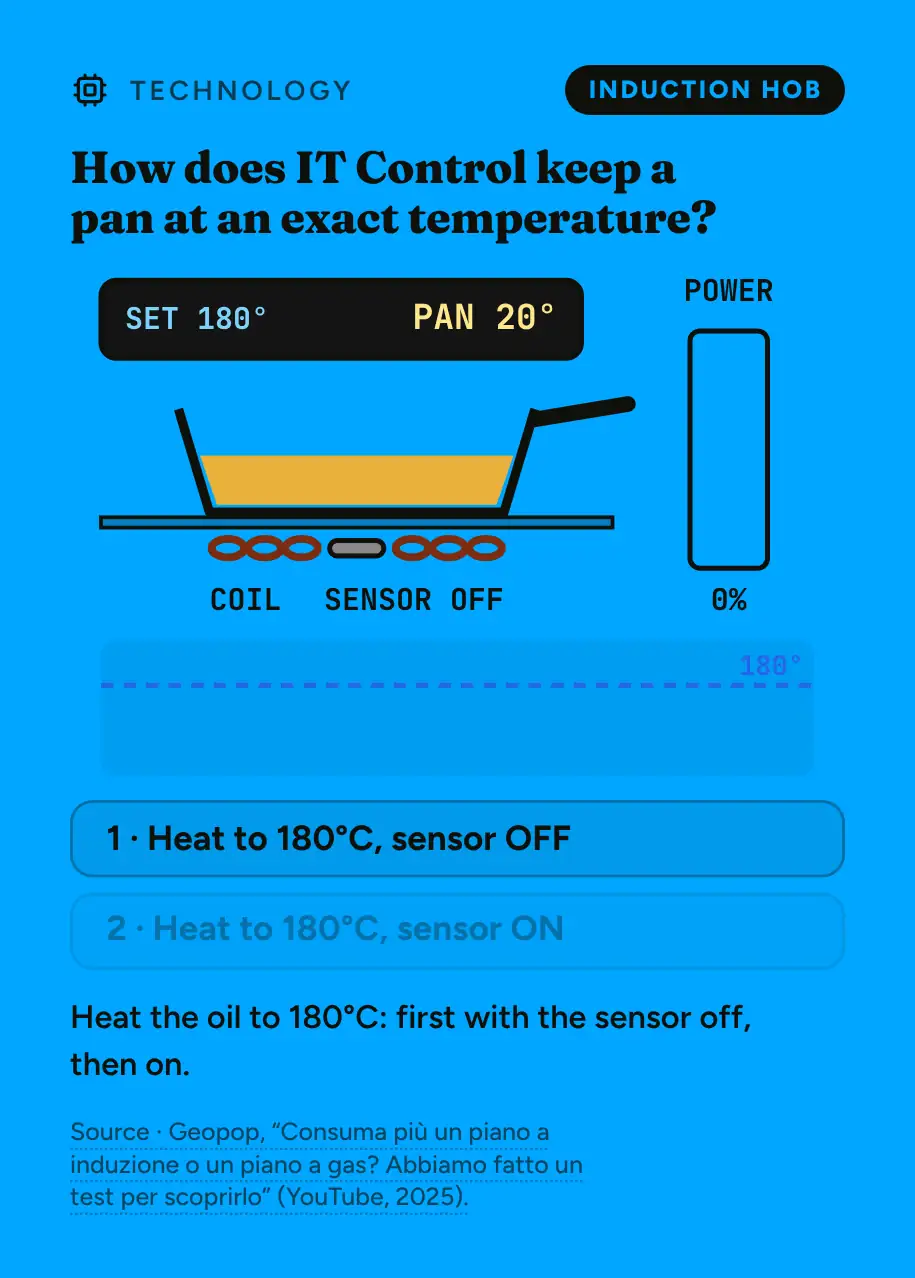 TECHNOLOGY
INDUCTION HOB
How does IT Control keep a
pan at an exact temperature?
SET 180°
PAN 20°
POWER
COIL
SENSOR OFF
0%
180°
1 · Heat to 180°C, sensor OFF
2 · Heat to 180°C, sensor ON
Heat the oil to 180°C: first with the sensor off,
then on.
Source · Geopop, “Consuma più un piano a
induzione o un piano a gas? Abbiamo fatto un
test per scoprirlo” (YouTube, 2025).